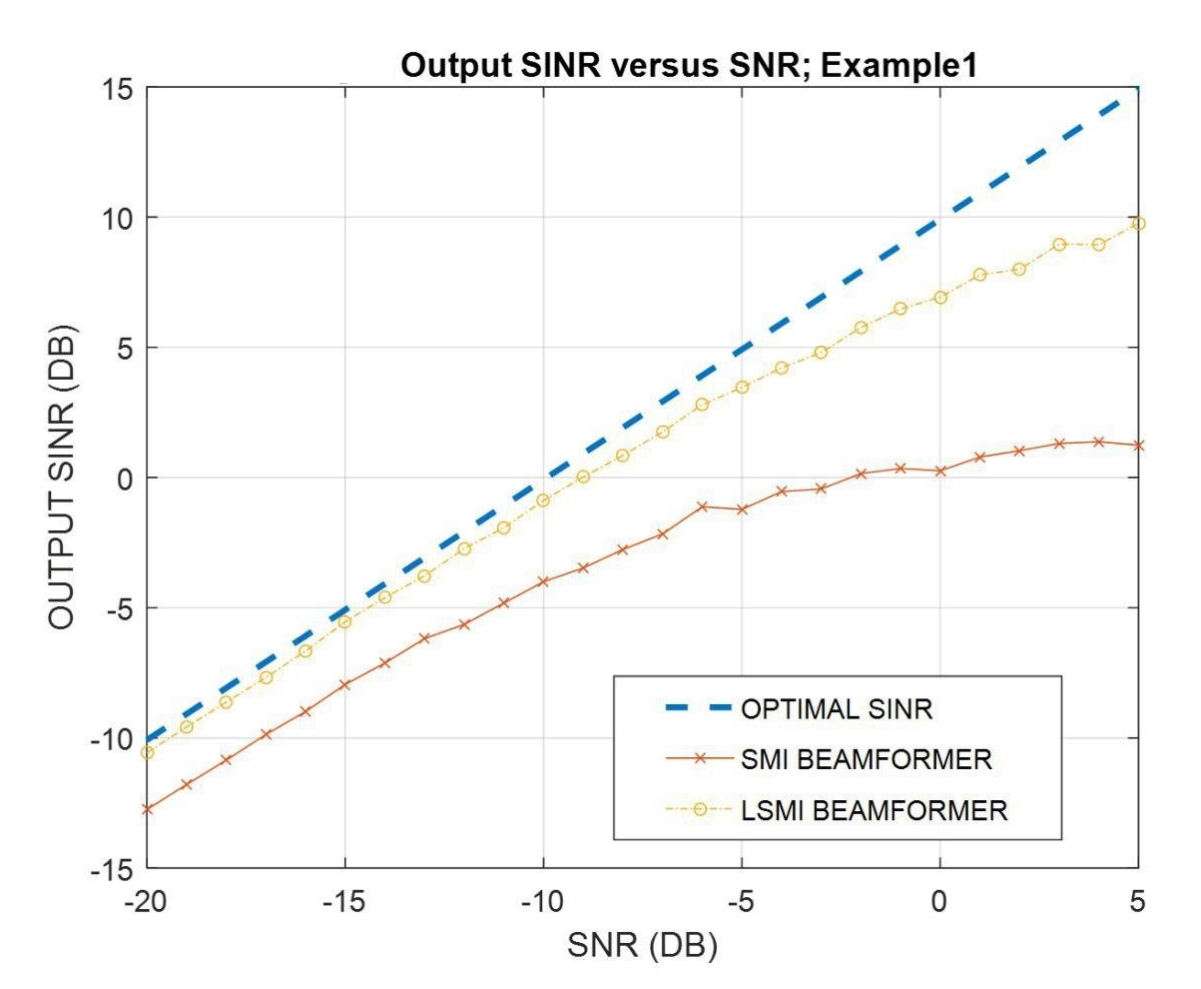 Output SINR versus SNR; Example1
15
10
5
0
-5
-10
-15
OUTPUT SINR (DB)
OPTIMAL SINR
SMI BEAMFORMER
LSMI BEAMFORMER
-20 -15 -10 -5 0 5
SNR (DB)